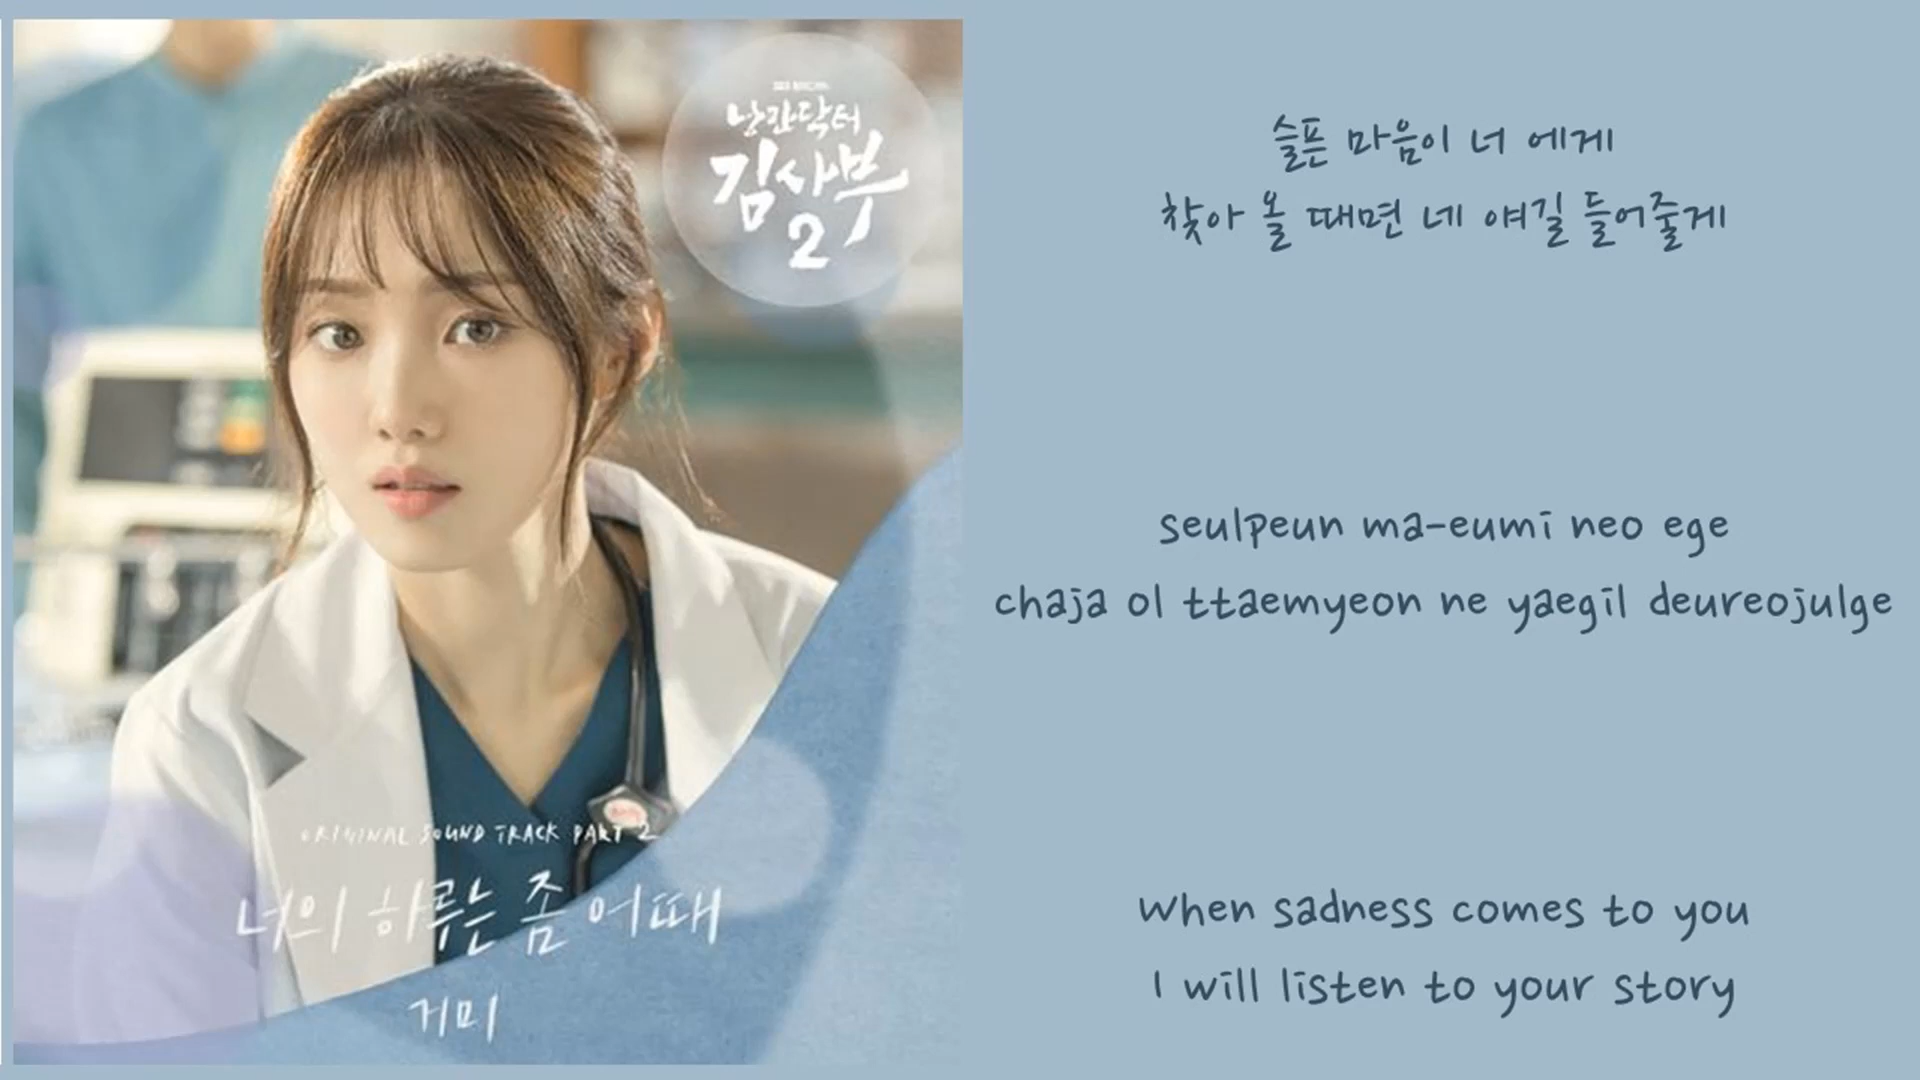 낭만닥터
김사부
2
ORIGINAL SOUND TRACK PART 2
너의 하루는 좀 어때
거미
슬픈 마음이 너 에게
찾아 올 때면 네 얘길 들어줄게
seulpeun ma-eumi neo ege
chaja ol ttaemyeon ne yaegil deureojulge
When sadness comes to you
I will listen to your story